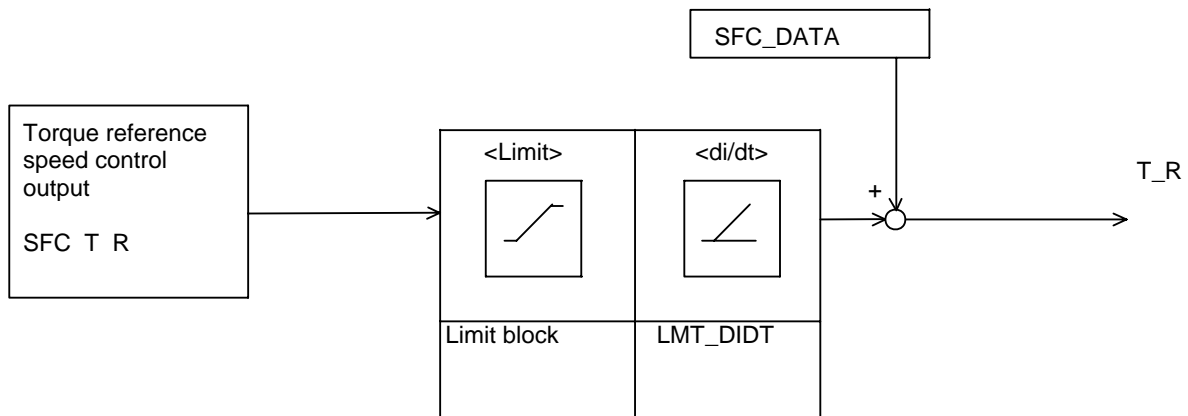 SFC_DATA
Torque reference
speed control
output
SFC T R
<Limit>
<di/dt>
+
T_R
Limit block
LMT_DIDT